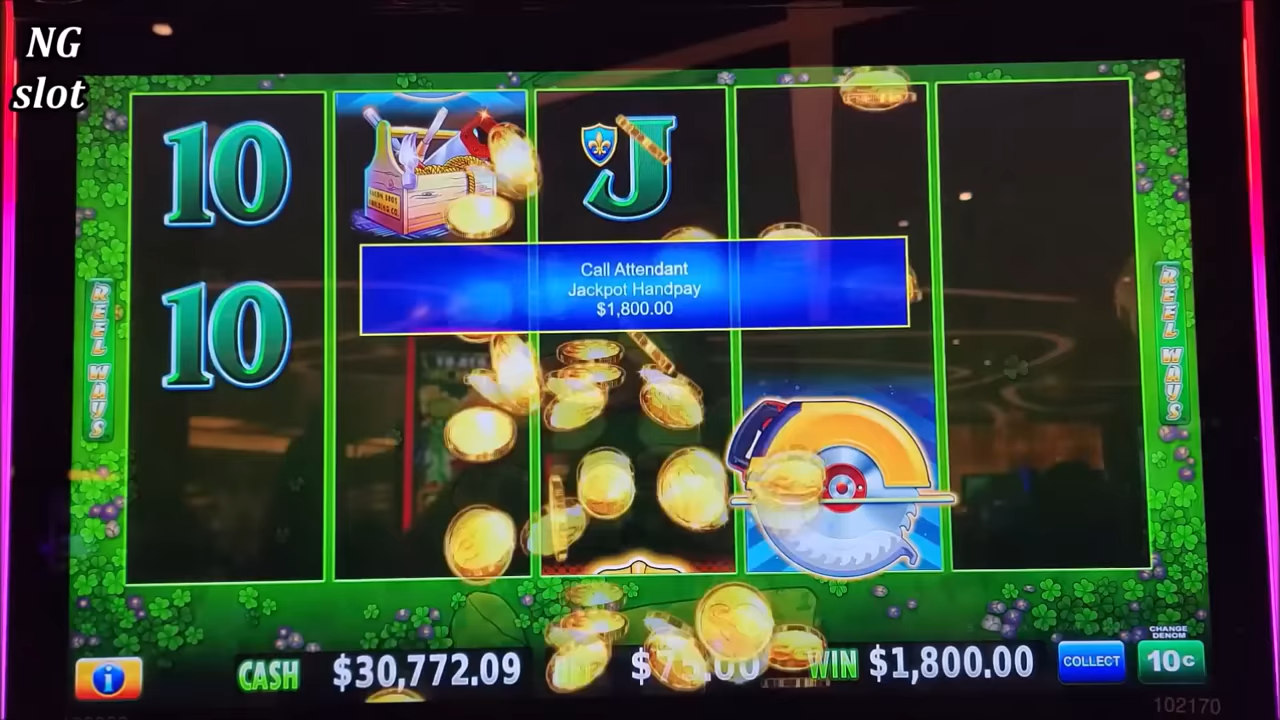 NG
slot
10
J
Call Attendant
Jackpot Handpay
$1,800.00
10
REEL WAYS
REEL WAYS
CASH $30,772.09
WIN $1,800.00
COLLECT
CHANGE
DENOM
10¢
102170